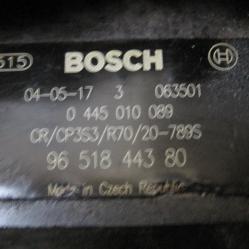 515 BOSCH
04-05-17 3 063501
0 445 010 089
CR/CP3S3/R70/20-789S
96 518 443 80
Made in Czech Republic